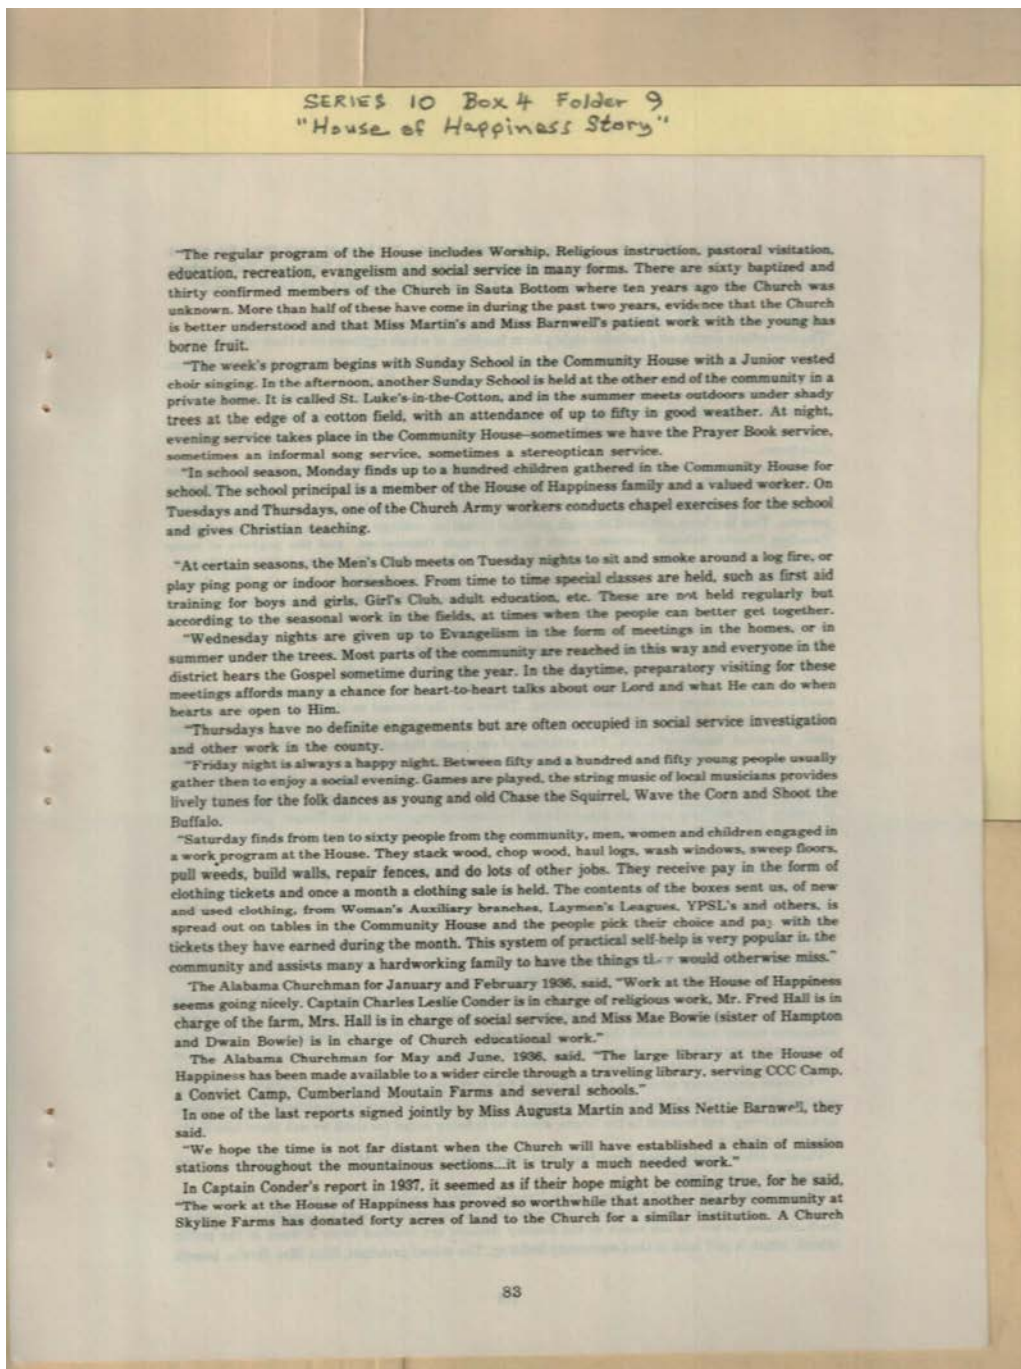 SERIES 10 Box 4 Folder 9
"House of Happiness Story"
"The regular program of the House includes Worship, Religious instruction, pastoral visitation,
education, recreation, evangelism and social service in many forms. There are sixty baptized and
thirty confirmed members of the Church in Sauta Bottom where ten years ago the Church was
unknown. More than half of these have come in during the past two years, evidence that the Church
is better understood and that Miss Martin's and Miss Barnwell's patient work with the young has
borne fruit.
"The week's program begins with Sunday School in the Community House with a Junior vested
choir singing. In the afternoon, another Sunday School is held at the other end of the community in a
private home. It is called St. Luke's-in-the-Cotton, and in the summer meets outdoors under shady
trees at the edge of a cotton field, with an attendance of up to fifty in good weather. At night,
evening service takes place in the Community House—sometimes we have the Prayer Book service,
sometimes an informal song service, sometimes a stereoptican service.
"In school season, Monday finds up to a hundred children gathered in the Community House for
school. The school principal is a member of the House of Happiness family and a valued worker. On
Tuesdays and Thursdays, one of the Church Army workers conducts chapel exercises for the school
and gives Christian teaching.
"At certain seasons, the Men's Club meets on Tuesday nights to sit and smoke around a log fire, or
play ping pong or indoor horseshoes. From time to time special classes are held, such as first aid
training for boys and girls, Girl's Club, adult education, etc. These are not held regularly but
according to the seasonal work in the fields, at times when the people can better get together.
"Wednesday nights are given up to Evangelism in the form of meetings in the homes, or in
summer under the trees. Most parts of the community are reached in this way and everyone in the
district hears the Gospel sometime during the year. In the daytime, preparatory visiting for these
meetings affords many a chance for heart-to-heart talks about our Lord and what He can do when
hearts are open to Him.
"Thursdays have no definite engagements but are often occupied in social service investigation
and other work in the county.
"Friday night is always a happy night. Between fifty and a hundred and fifty young people usually
gather then to enjoy a social evening. Games are played, the string music of local musicians provides
lively tunes for the folk dances as young and old Chase the Squirrel, Wave the Corn and Shoot the
Buffalo.
"Saturday finds from ten to sixty people from the community, men, women and children engaged in
a work program at the House. They stack wood, chop wood, haul logs, wash windows, sweep floors,
pull weeds, build walls, repair fences, and do lots of other jobs. They receive pay in the form of
clothing tickets and once a month a clothing sale is held. The contents of the boxes sent us, of new
and used clothing, from Woman's Auxiliary branches, Laymen's Leagues, YPSL's and others, is
spread out on tables in the Community House and the people pick their choice and pay with the
tickets they have earned during the month. This system of practical self-help is very popular in the
community and assists many a hardworking family to have the things they would otherwise miss."
The Alabama Churchman for January and February 1936, said, "Work at the House of Happiness
seems going nicely. Captain Charles Leslie Conder is in charge of religious work, Mr. Fred Hall is in
charge of the farm, Mrs. Hall is in charge of social service, and Miss Mae Bowie (sister of Hampton
and Dwain Bowie) is in charge of Church educational work."
The Alabama Churchman for May and June, 1936, said, "The large library at the House of
Happiness has been made available to a wider circle through a traveling library, serving CCC Camp,
a Convict Camp, Cumberland Moutain Farms and several schools."
In one of the last reports signed jointly by Miss Augusta Martin and Miss Nettie Barnwell, they
said.
"We hope the time is not far distant when the Church will have established a chain of mission
stations throughout the mountainous sections...it is truly a much needed work."
In Captain Conder's report in 1937, it seemed as if their hope might be coming true, for he said,
"The work at the House of Happiness has proved so worthwhile that another nearby community at
Skyline Farms has donated forty acres of land to the Church for a similar institution. A Church
83